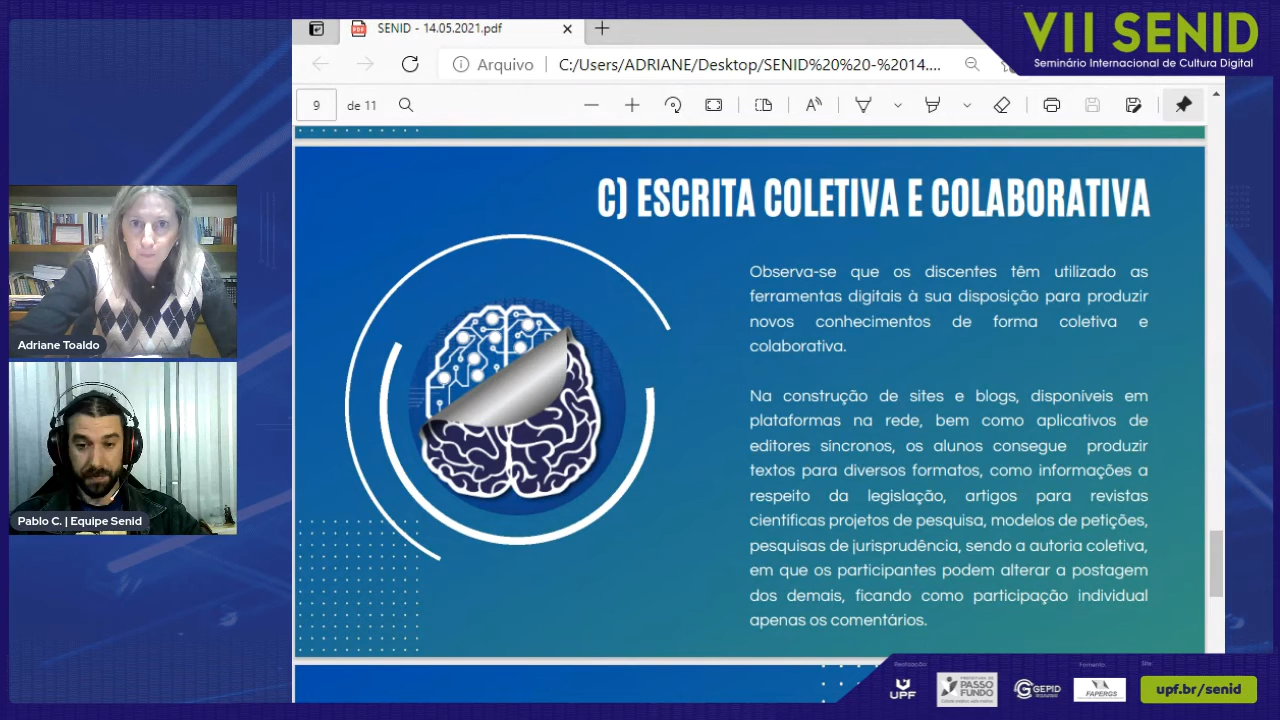 SENID - 14.05.2021.pdf
VII SENID
Seminário Internacional de Cultura Digital
Arquivo
C:/Users/ADRIANE/Desktop/SENID%20%20-%2014....
9 de 11
C) ESCRITA COLETIVA E COLABORATIVA
Observa-se que os discentes têm utilizado as
ferramentas digitais à sua disposição para produzir
novos conhecimentos de forma coletiva e
colaborativa.
Na construção de sites e blogs, disponíveis em
plataformas na rede, bem como aplicativos de
editores síncronos, os alunos consegue produzir
textos para diversos formatos, como informações a
respeito da legislação, artigos para revistas
científicas projetos de pesquisa, modelos de petições,
pesquisas de jurisprudência, sendo a autoria coletiva,
em que os participantes podem alterar a postagem
dos demais, ficando como participação individual
apenas os comentários.
Adriane Toaldo
Pablo C. | Equipe Senid
Realização:
Fomento:
Site:
UPF
PASSO
FUNDO
GEPID
FAPERGS
upf.br/senid